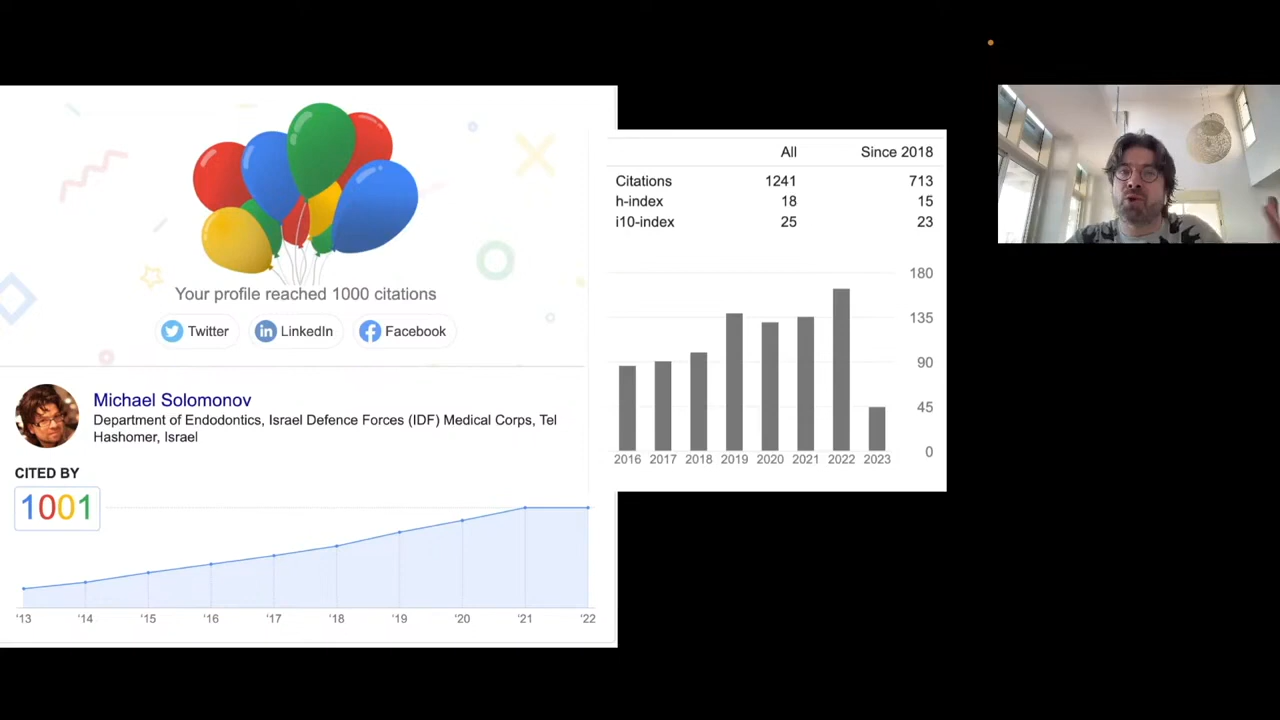 Your profile reached 1000 citations
Twitter
LinkedIn
Facebook
Michael Solomonov
Department of Endodontics, Israel Defence Forces (IDF) Medical Corps, Tel
Hashomer, Israel
CITED BY
1001
'13 '14 '15 '16 '17 '18 '19 '20 '21 '22
All Since 2018
Citations 1241 713
h-index 18 15
i10-index 25 23
180
135
90
45
0
2016 2017 2018 2019 2020 2021 2022 2023